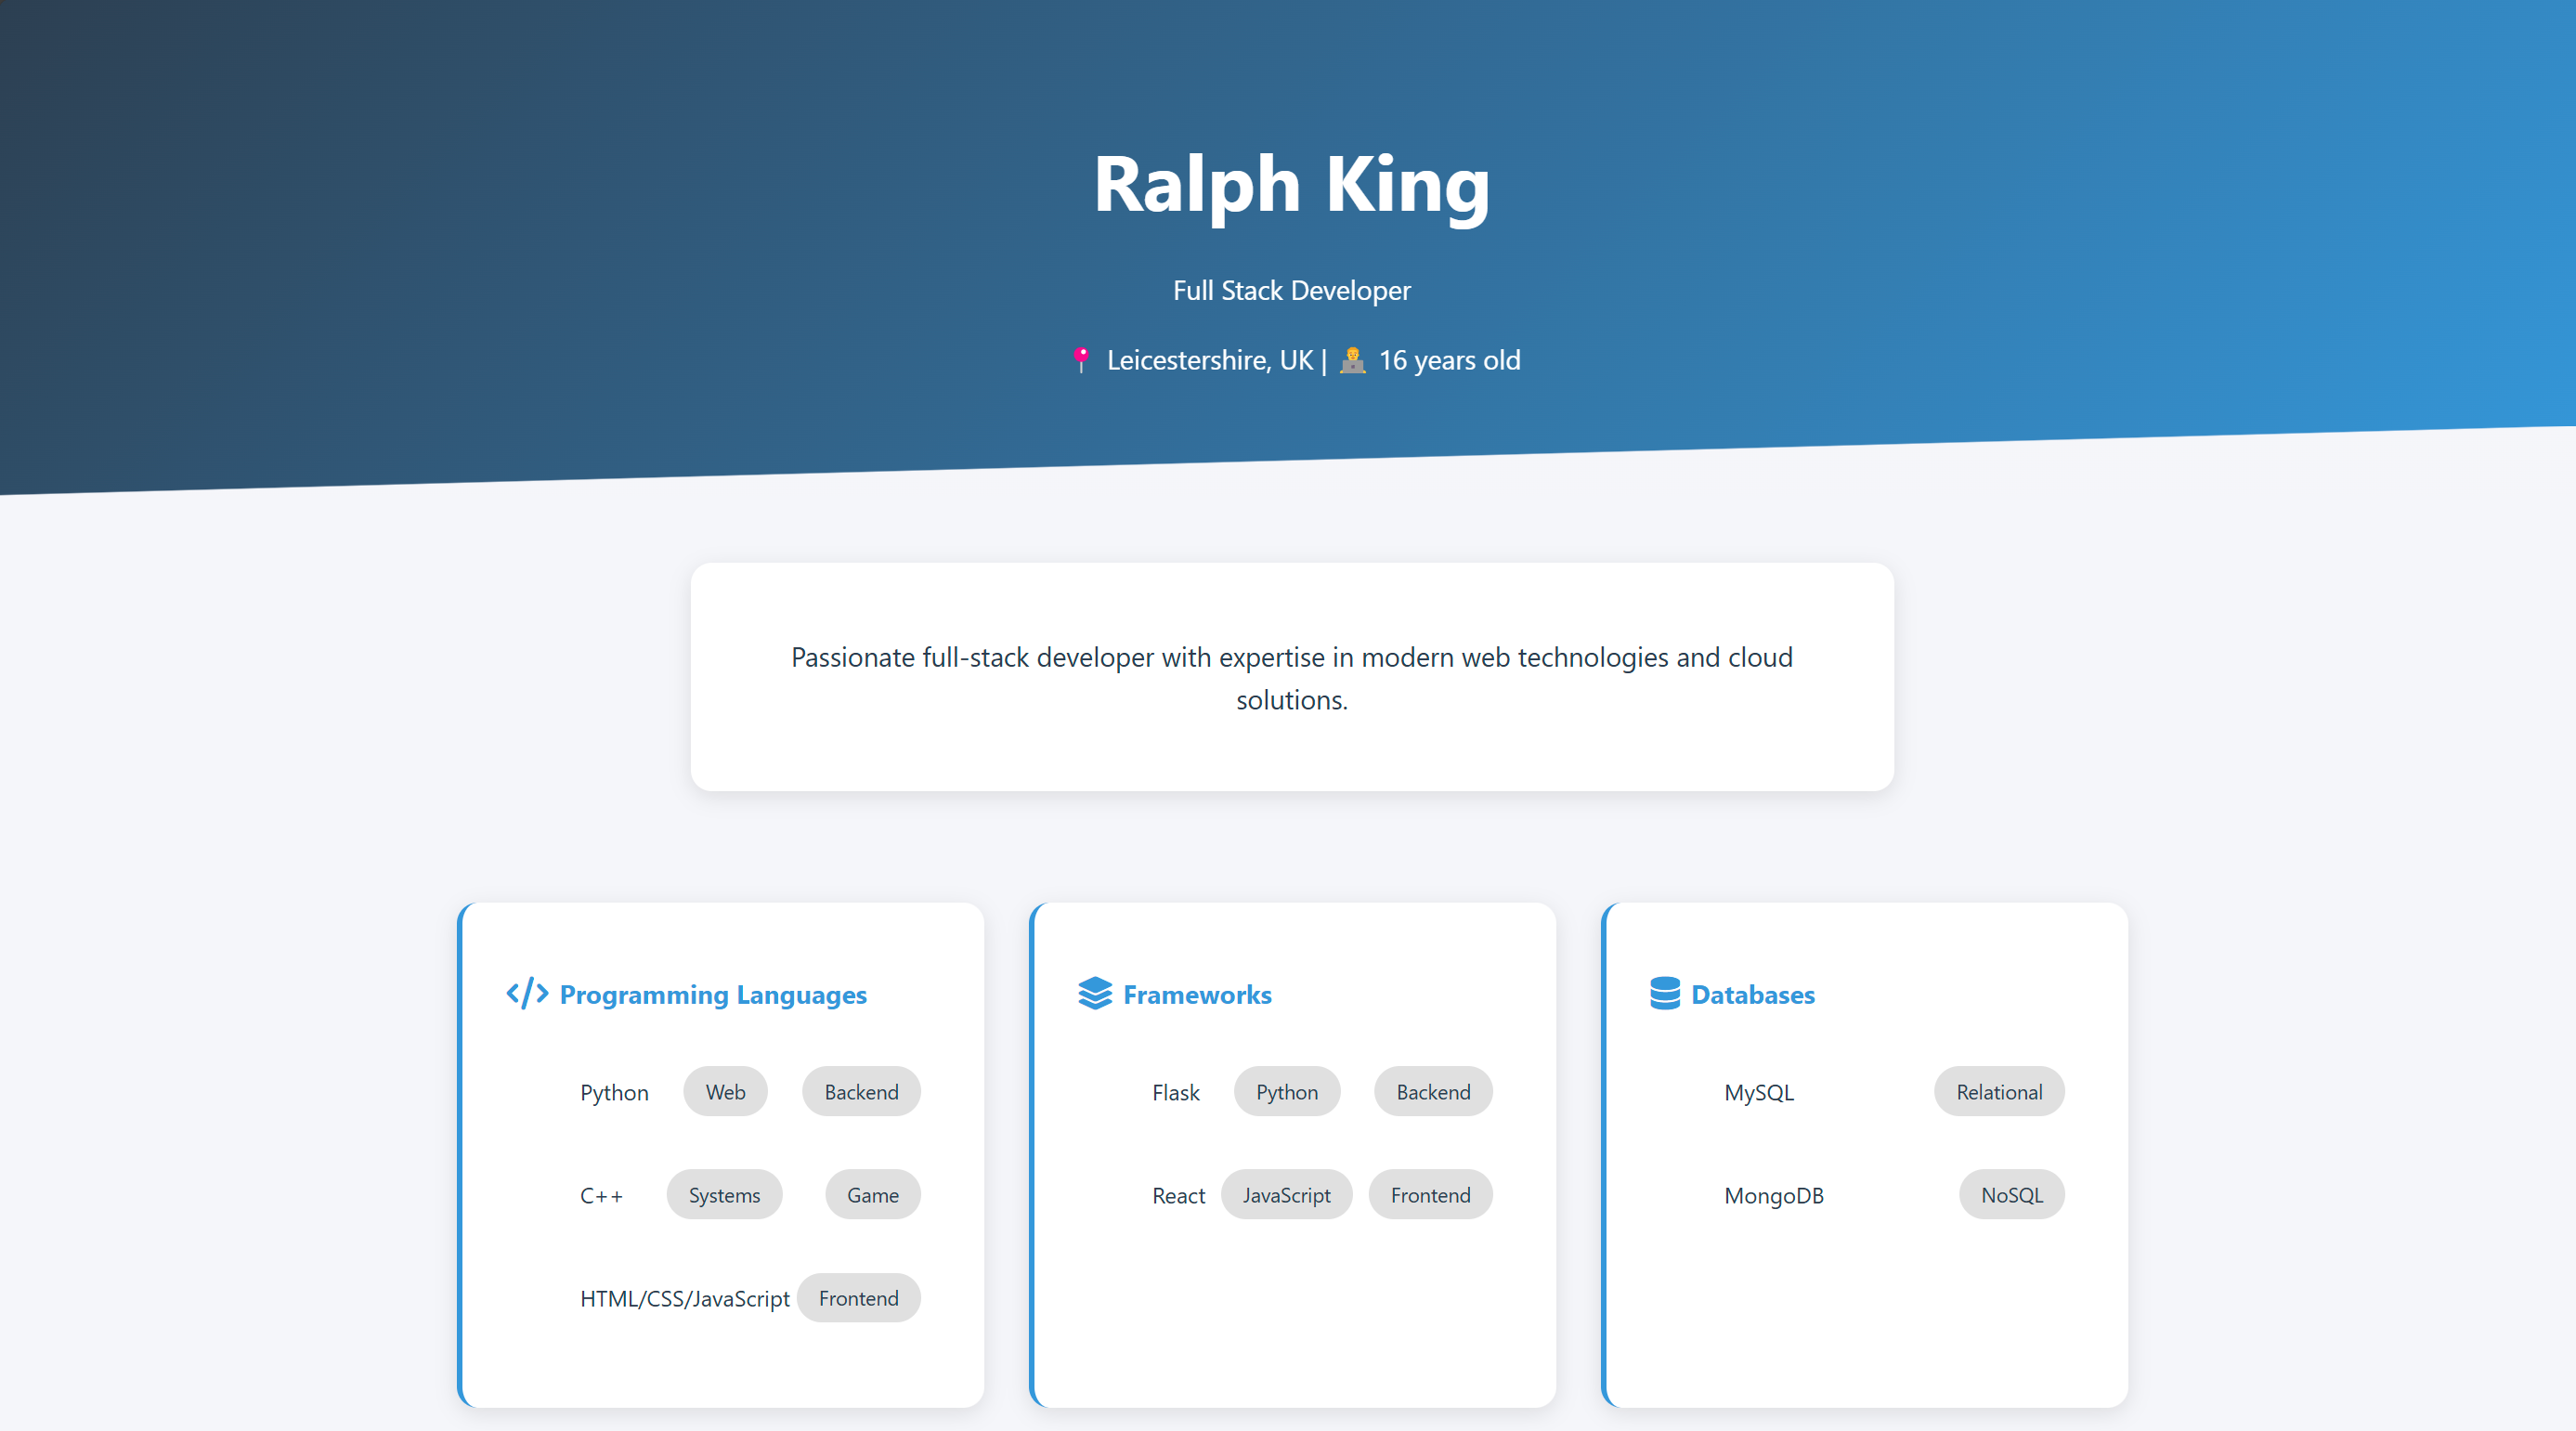 Ralph King
Full Stack Developer
📍 Leicestershire, UK | 🧑‍💻 16 years old
Passionate full-stack developer with expertise in modern web technologies and cloud
solutions.
Programming Languages
Python Web Backend
C++ Systems Game
HTML/CSS/JavaScript Frontend
Frameworks
Flask Python Backend
React JavaScript Frontend
Databases
MySQL Relational
MongoDB NoSQL